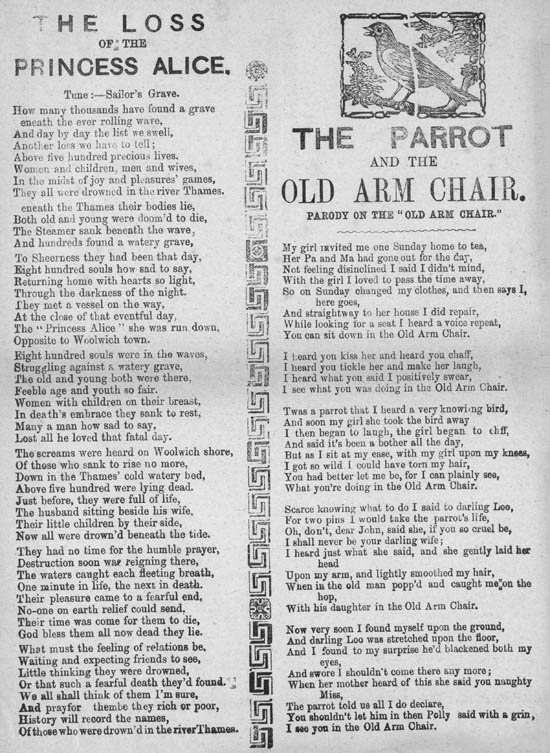 THE LOSS
OF THE
PRINCESS ALICE.
Tune:—Sailor's Grave.
How many thousands have found a grave
eneath the ever rolling wave,
And day by day the list we swell,
Another loss we have to tell;
Above five hundred precious lives.
Women and children, men and wives,
In the midst of joy and pleasures' games,
They all were drowned in the river Thames.
eneath the Thames their bodies lie,
Both old and young were doom'd to die,
The Steamer sank beneath the wave,
And hundreds found a watery grave,
To Sheerness they had been that day,
Eight hundred souls how sad to say,
Returning home with hearts so light,
Through the darkness of the night.
They met a vessel on the way,
At the close of that eventful day,
The "Princess Alice" she was run down,
Opposite to Woolwich town.
Eight hundred souls were in the waves,
Struggling against a watery grave,
The old and young both were there,
Feeble age and youth so fair.
Women with children on their breast,
In death's embrace they sank to rest,
Many a man how sad to say,
Lost all he loved that fatal day.
The screams were heard on Woolwich shore,
Of those who sank to rise no more,
Down in the Thames' cold watery bed,
Above five hundred were lying dead.
Just before, they were full of life,
The husband sitting beside his wife,
Their little children by their side,
Now all were drown'd beneath the tide.
They had no time for the humble prayer,
Destruction soon was reigning there,
The waters caught each fleeting breath,
One minute in life, the next in death.
Their pleasure came to a fearful end,
No-one on earth relief could send,
Their time was come for them to die,
God bless them all now dead they lie.
What must the feeling of relations be,
Waiting and expecting friends to see,
Little thinking they were drowned,
Or that such a fearful death they'd found.
We all shall think of them I'm sure,
And prayfor thembe they rich or poor,
History will record the names,
Of those who were drown'd in the river Thames.
THE PARROT
AND THE
OLD ARM CHAIR.
PARODY ON THE "OLD ARM CHAIR."
My girl invited me one Sunday home to tea,
Her Pa and Ma had gone out for the day,
Not feeling disinclined I said I didn't mind,
With the girl I loved to pass the time away,
So on Sunday changed my clothes, and then says I,
here goes,
And straightway to her house I did repair,
While looking for a seat I heard a voice repeat,
You can sit down in the Old Arm Chair.
I heard you kiss her and heard you chaff,
I heard you tickle her and make her laugh,
I heard what you said I positively swear,
I see what you was doing in the Old Arm Chair.
Twas a parrot that I heard a very knowing bird,
And soon my girl she took the bird away
I then began to laugh, the girl began to chff,
And said it's been a bother all the day,
But as I sit at my ease, with my girl upon my knees,
I got so wild I could have torn my hair,
You had better let me be, for I can plainly see,
What you're doing in the Old Arm Chair.
Scarce knowing what to do I said to darling Loo,
For two pins I would take the parrot's life,
Oh, don't, dear John, said she, if you so cruel be,
I shall never be your darling wife;
I heard just what she said, and she gently laid her
head
Upon my arm, and lightly smoothed my hair,
When in the old man popp'd and caught me on the
hop,
With his daughter in the Old Arm Chair.
Now very soon I found myself upon the ground,
And darling Loo was stretched upon the floor,
And I found to my surprise he'd blackened both my
eyes,
And swore I shouldn't come there any more;
When her mother heard of this she said you naughty
Miss,
The parrot told us all I do declare,
You shouldn't let him in then Polly said with a grin,
I see you in the Old Arm Chair.